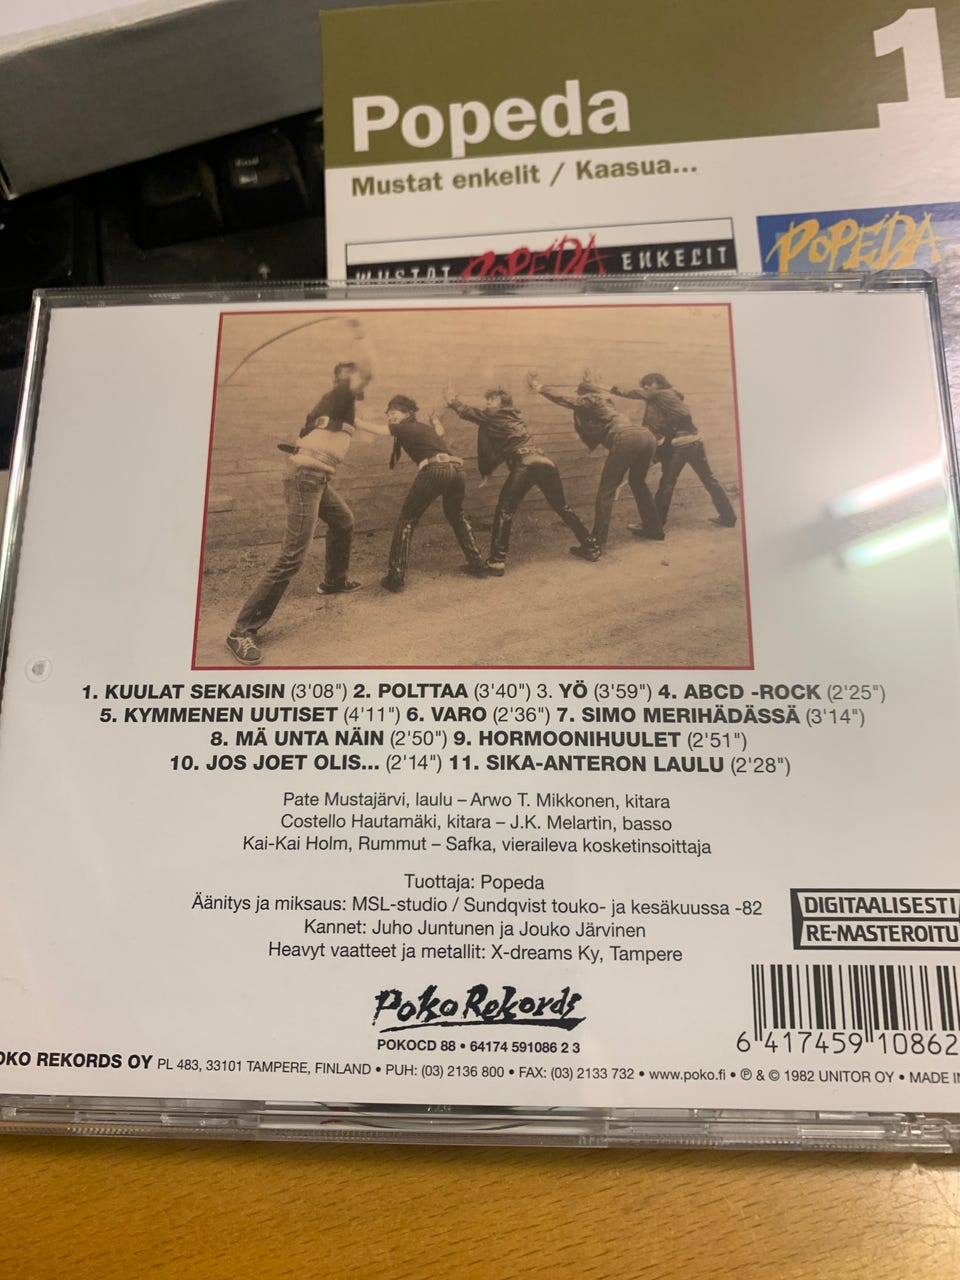 1
Popeda
Mustat enkelit / Kaasua...
MUSTAT POPEDA ENKELIT
POPEDA
1. KUULAT SEKAISIN (3'08") 2. POLTTAA (3'40") 3. YÖ (3'59") 4. ABCD -ROCK (2'25")
5. KYMMENEN UUTISET (4'11") 6. VARO (2'36") 7. SIMO MERIHÄDÄSSÄ (3'14")
8. MÄ UNTA NÄIN (2'50") 9. HORMOONIHUULET (2'51")
10. JOS JOET OLIS... (2'14") 11. SIKA-ANTERON LAULU (2'28")
Pate Mustajärvi, laulu – Arwo T. Mikkonen, kitara
Costello Hautamäki, kitara – J.K. Melartin, basso
Kai-Kai Holm, Rummut – Safka, vieraileva kosketinsoittaja
Tuottaja: Popeda
Äänitys ja miksaus: MSL-studio / Sundqvist touko- ja kesäkuussa -82
Kannet: Juho Juntunen ja Jouko Järvinen
Heavyt vaatteet ja metallit: X-dreams Ky, Tampere
DIGITAALISESTI
RE-MASTEROITU
Poko Rekords
POKOCD 88 • 64174 591086 2 3
6 417459 10862
OKO REKORDS OY PL 483, 33101 TAMPERE, FINLAND • PUH: (03) 2136 800 • FAX: (03) 2133 732 • www.poko.fi • ℗ & © 1982 UNITOR OY • MADE IN